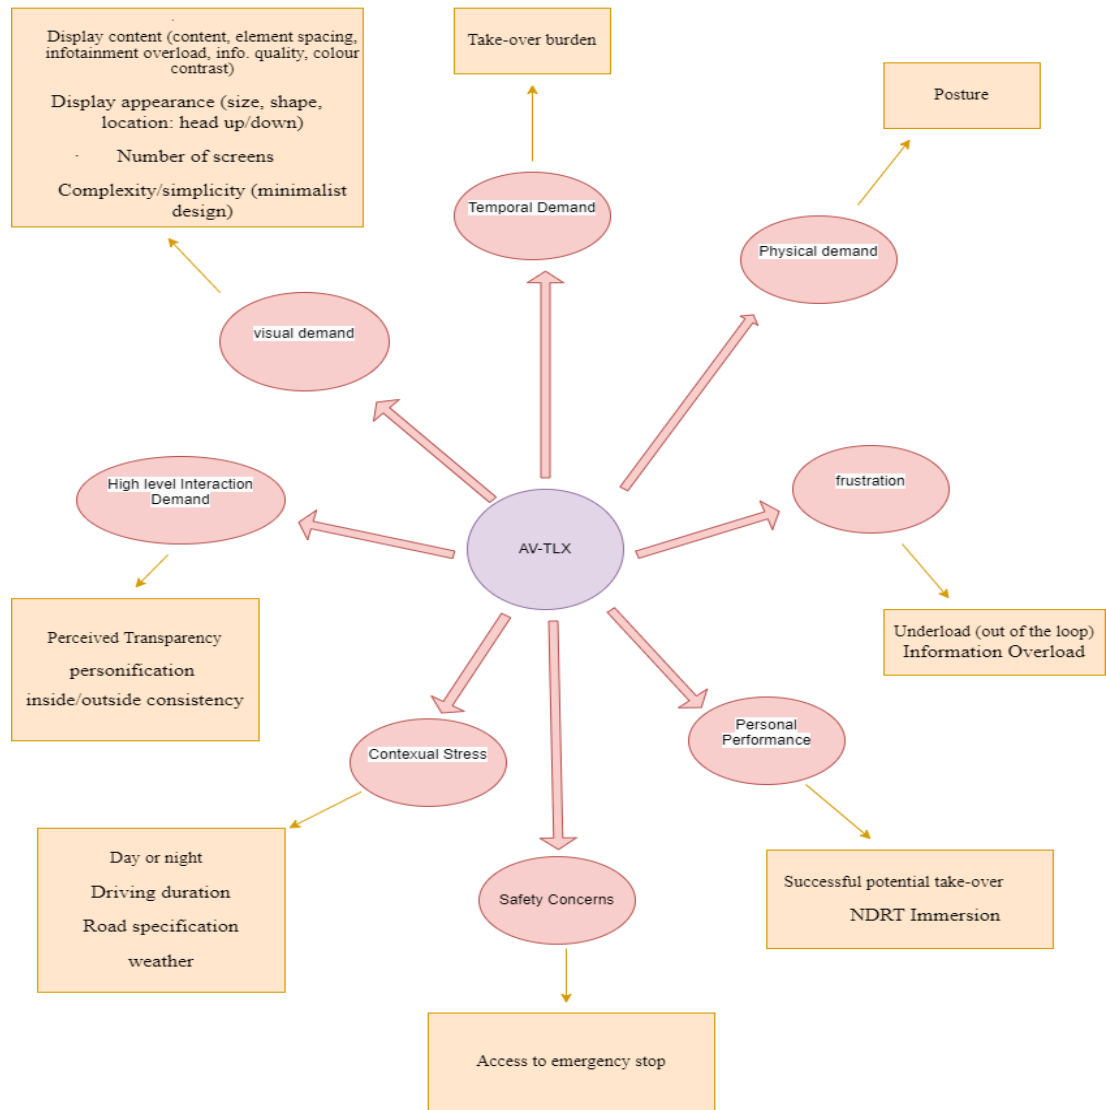 Display content (content, element spacing,
infotainment overload, info. quality, colour
contrast)
Display appearance (size, shape,
location: head up/down)
Number of screens
Complexity/simplicity (minimalist
design)
Take-over burden
Posture
Temporal Demand
Physical demand
visual demand
High level Interaction
Demand
frustration
AV-TLX
Perceived Transparency
personification
inside/outside consistency
Underload (out of the loop)
Information Overload
Contexual Stress
Personal
Performance
Day or night
Driving duration
Road specification
weather
Safety Concerns
Successful potential take-over
NDRT Immersion
Access to emergency stop